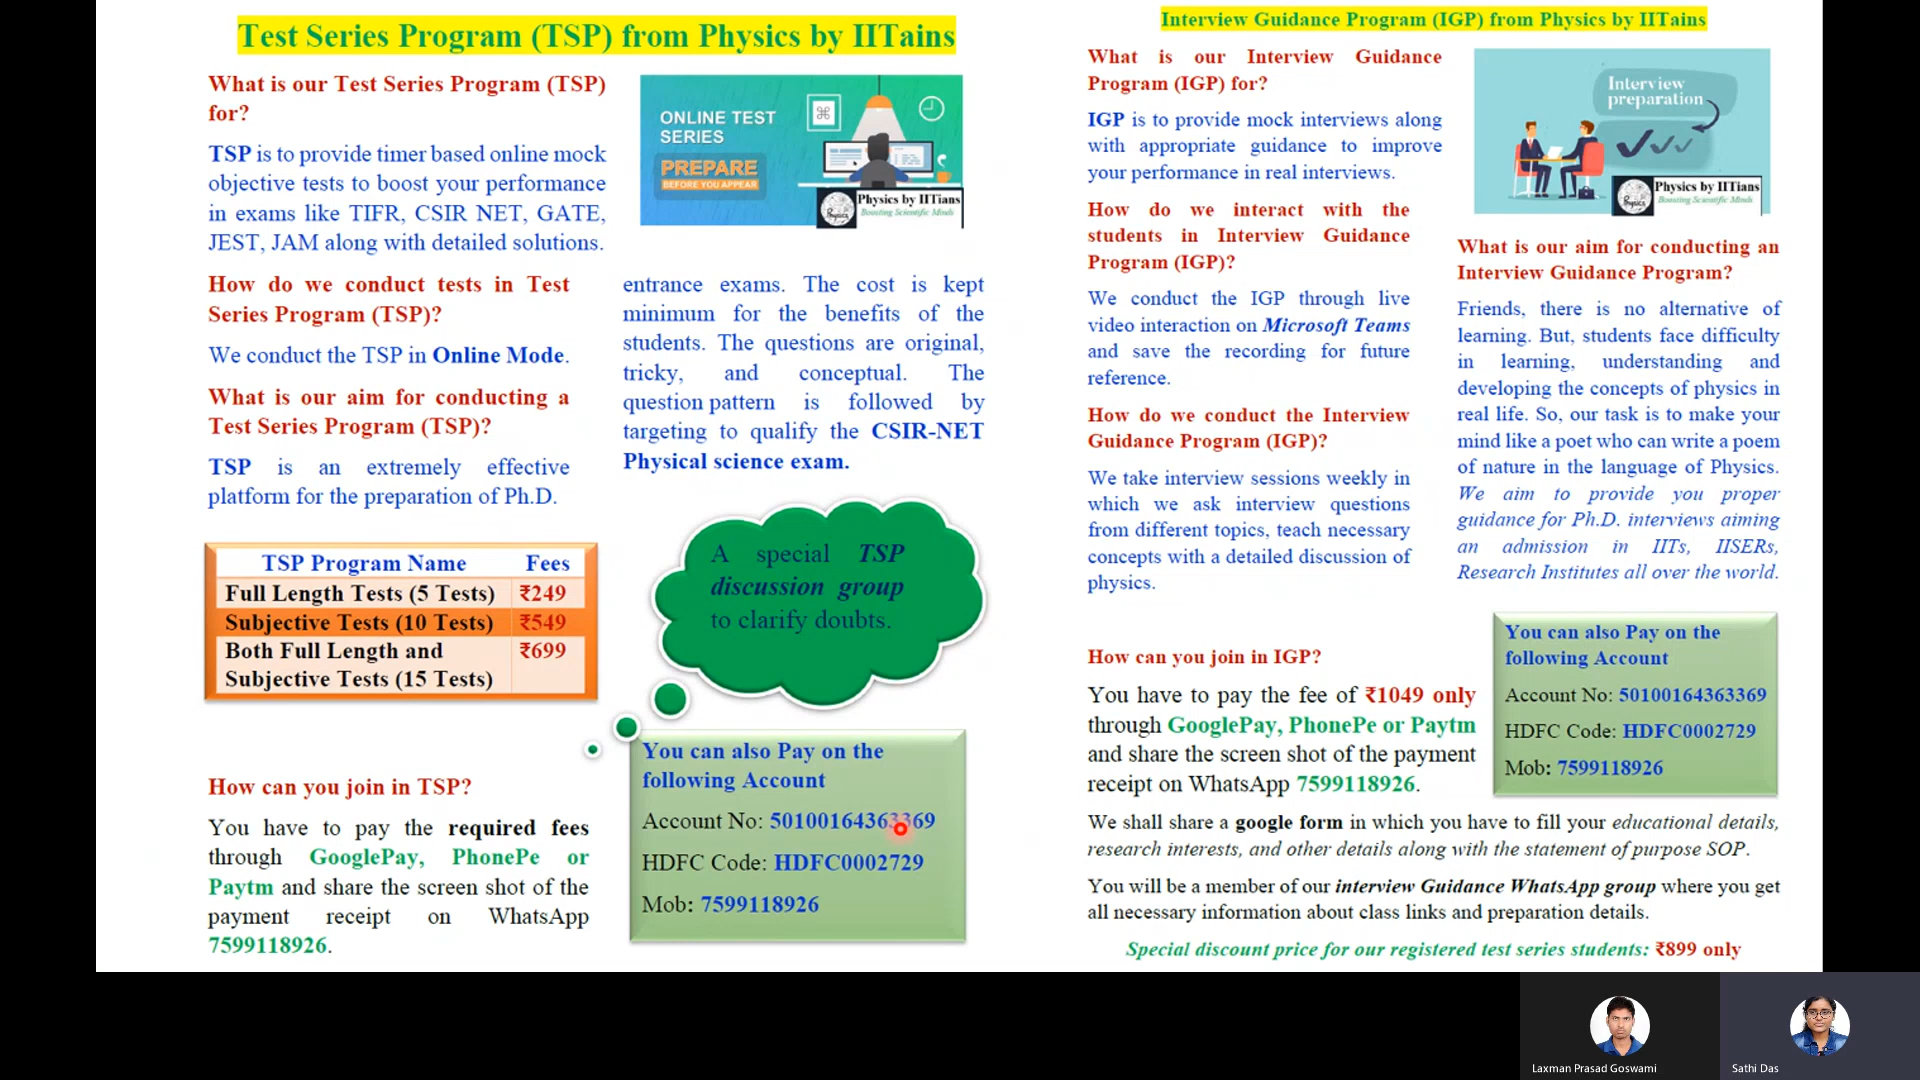 Test Series Program (TSP) from Physics by IITains
What is our Test Series Program (TSP)
for?
TSP is to provide timer based online mock
objective tests to boost your performance
in exams like TIFR, CSIR NET, GATE,
JEST, JAM along with detailed solutions.
ONLINE TEST
SERIES
PREPARE
BEFORE YOU APPEAR
Physics
Physics by IITians
Boosting Scientific Minds
How do we conduct tests in Test
Series Program (TSP)?
We conduct the TSP in Online Mode.
What is our aim for conducting a
Test Series Program (TSP)?
TSP is an extremely effective
platform for the preparation of Ph.D.
entrance exams. The cost is kept
minimum for the benefits of the
students. The questions are original,
tricky, and conceptual. The
question pattern is followed by
targeting to qualify the CSIR-NET
Physical science exam.
TSP Program Name Fees
Full Length Tests (5 Tests) ₹249
Subjective Tests (10 Tests) ₹549
Both Full Length and ₹699
Subjective Tests (15 Tests)
A special TSP
discussion group
to clarify doubts.
How can you join in TSP?
You have to pay the required fees
through GooglePay, PhonePe or
Paytm and share the screen shot of the
payment receipt on WhatsApp
7599118926.
You can also Pay on the
following Account
Account No: 50100164363369
HDFC Code: HDFC0002729
Mob: 7599118926
Interview Guidance Program (IGP) from Physics by IITains
What is our Interview Guidance
Program (IGP) for?
IGP is to provide mock interviews along
with appropriate guidance to improve
your performance in real interviews.
How do we interact with the
students in Interview Guidance
Program (IGP)?
We conduct the IGP through live
video interaction on Microsoft Teams
and save the recording for future
reference.
How do we conduct the Interview
Guidance Program (IGP)?
We take interview sessions weekly in
which we ask interview questions
from different topics, teach necessary
concepts with a detailed discussion of
physics.
Interview
preparation
Physics
Physics by IITians
Boosting Scientific Minds
What is our aim for conducting an
Interview Guidance Program?
Friends, there is no alternative of
learning. But, students face difficulty
in learning, understanding and
developing the concepts of physics in
real life. So, our task is to make your
mind like a poet who can write a poem
of nature in the language of Physics.
We aim to provide you proper
guidance for Ph.D. interviews aiming
an admission in IITs, IISERs,
Research Institutes all over the world.
How can you join in IGP?
You have to pay the fee of ₹1049 only
through GooglePay, PhonePe or Paytm
and share the screen shot of the payment
receipt on WhatsApp 7599118926.
You can also Pay on the
following Account
Account No: 50100164363369
HDFC Code: HDFC0002729
Mob: 7599118926
We shall share a google form in which you have to fill your educational details,
research interests, and other details along with the statement of purpose SOP.
You will be a member of our interview Guidance WhatsApp group where you get
all necessary information about class links and preparation details.
Special discount price for our registered test series students: ₹899 only
Laxman Prasad Goswami
Sathi Das